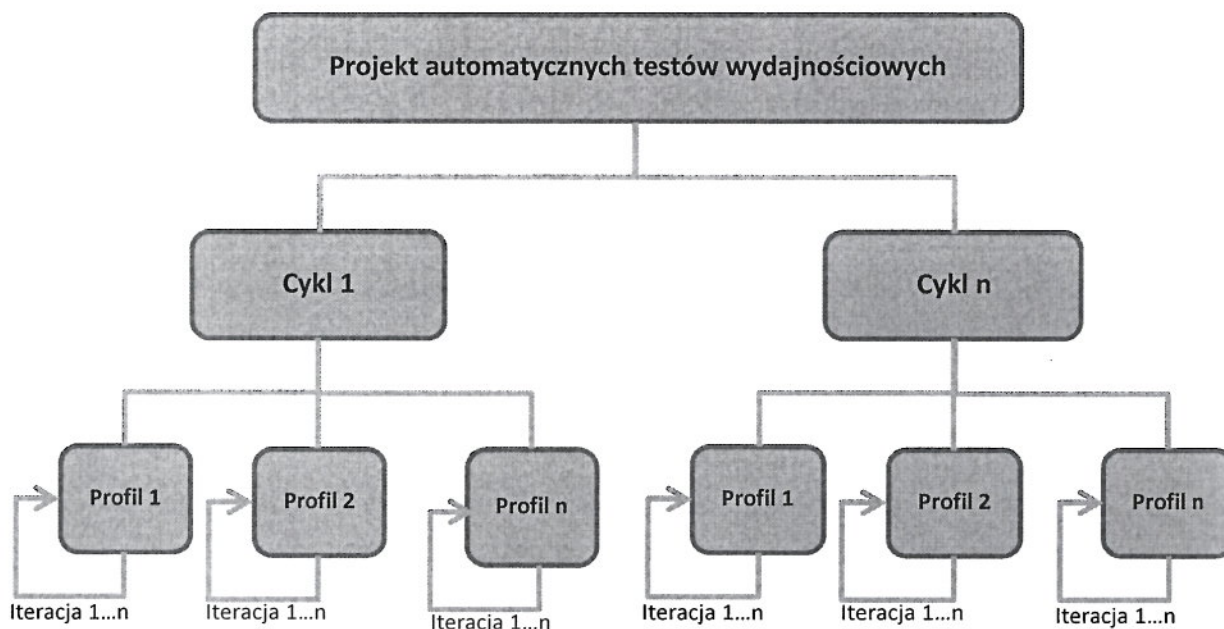 Projekt automatycznych testów wydajnościowych
Cykl 1
Cykl n
Profil 1
Profil 2
Profil n
Profil 1
Profil 2
Profil n
Iteracja 1...n
Iteracja 1...n
Iteracja 1...n
Iteracja 1...n
Iteracja 1...n
Iteracja 1...n